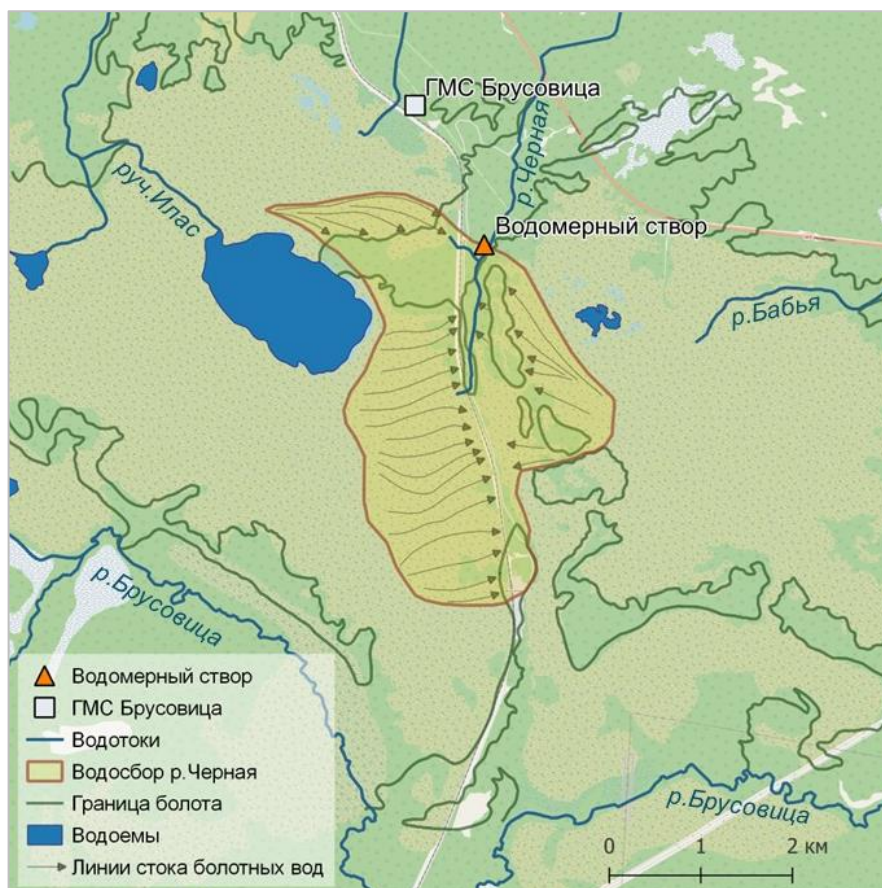 ГМС Брусовица
р.Черная
руч.Илас
Водомерный створ
р.Бабья
р.Брусовица
Водомерный створ
ГМС Брусовица
Водотоки
Водосбор р.Черная
Граница болота
Водоемы
Линии стока болотных вод
р.Брусовица
0 1 2 км